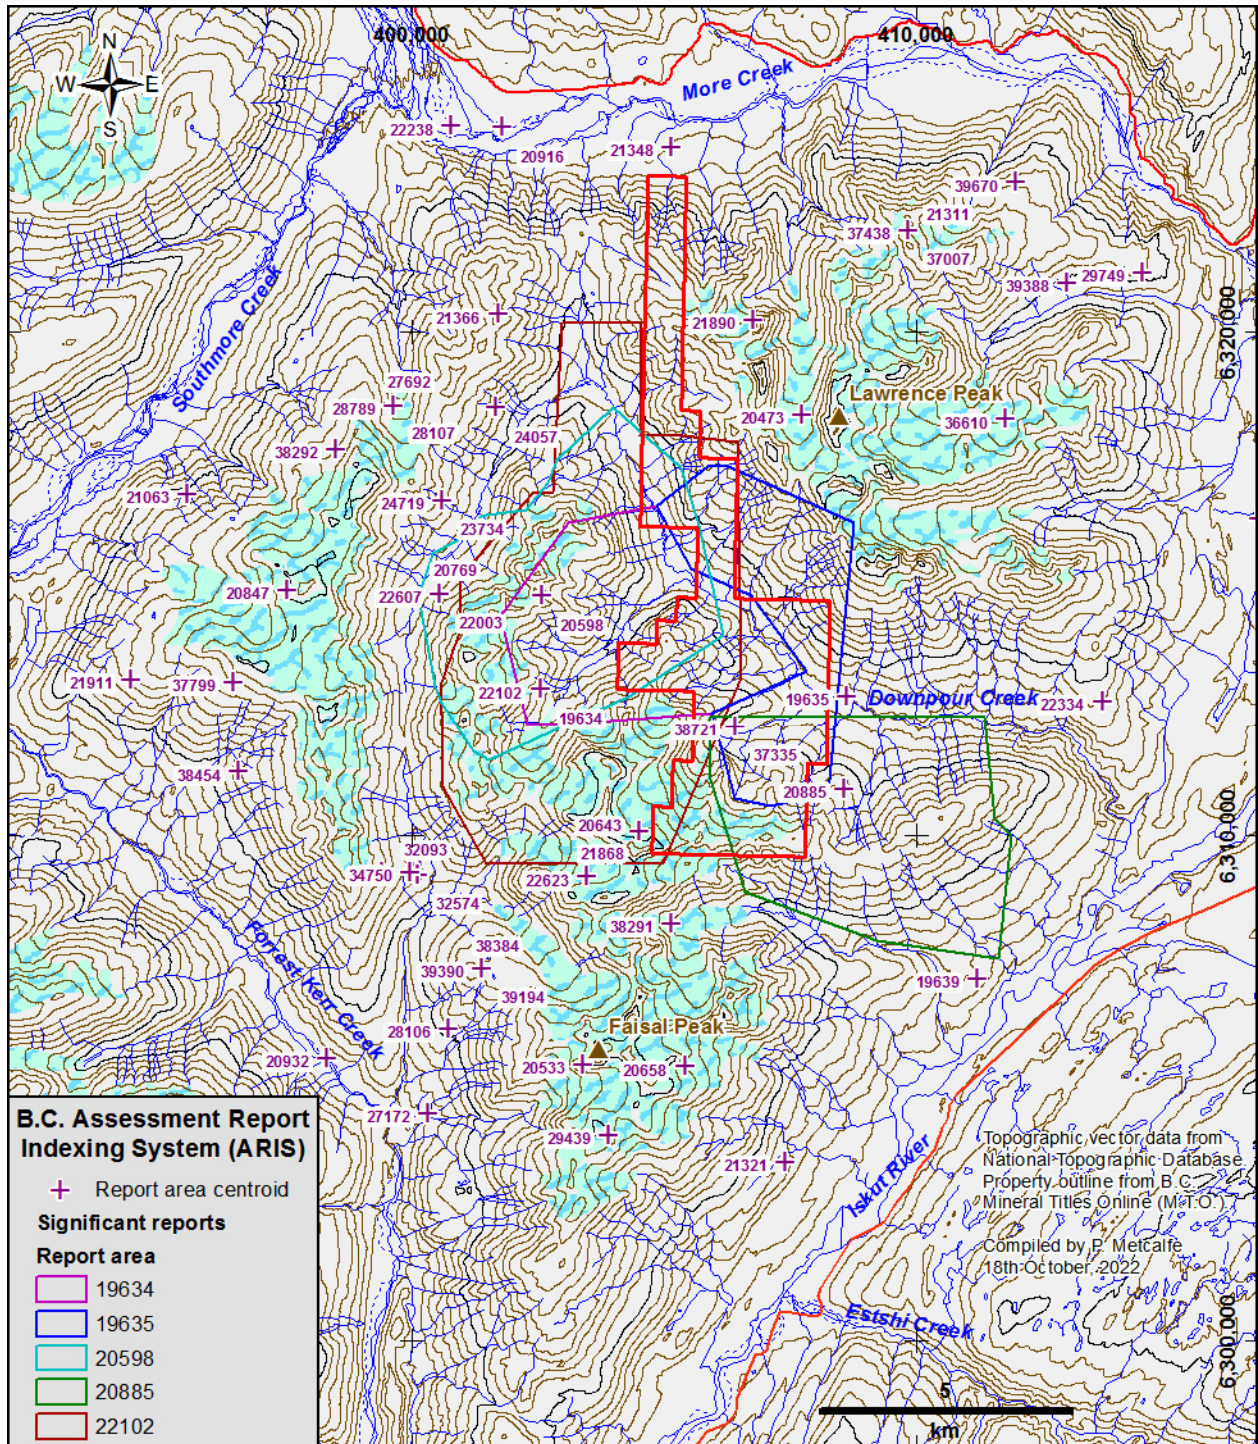 400,000
410,000
N
W E
S
More Creek
22238
20916
21348
39670
21311
37438
37007
29749
39388
Southmore Creek
21366
21890
6,320,000
27692
28789
28107
24057
20473
Lawrence Peak
36610
38292
21063
24719
23734
20769
20847
22607
22003
20598
21911
37799
22102
19634
19635
Downpour Creek
22334
38721
37335
38454
20885
20643
21868
32093
34750
22623
6,310,000
32574
38291
Forrest Kerr Creek
38384
39390
39194
19639
28106
Faisal Peak
20932
20533
20658
27172
29439
21321
Iskut River
Estshi Creek
6,300,000
B.C. Assessment Report
Indexing System (ARIS)
Report area centroid
Significant reports
Report area
19634
19635
20598
20885
22102
Topographic vector data from
National Topographic Database.
Property outline from B.C.
Mineral Titles Online (M.T.O.)
Compiled by P. Metcalfe
18th October, 2022
5
km